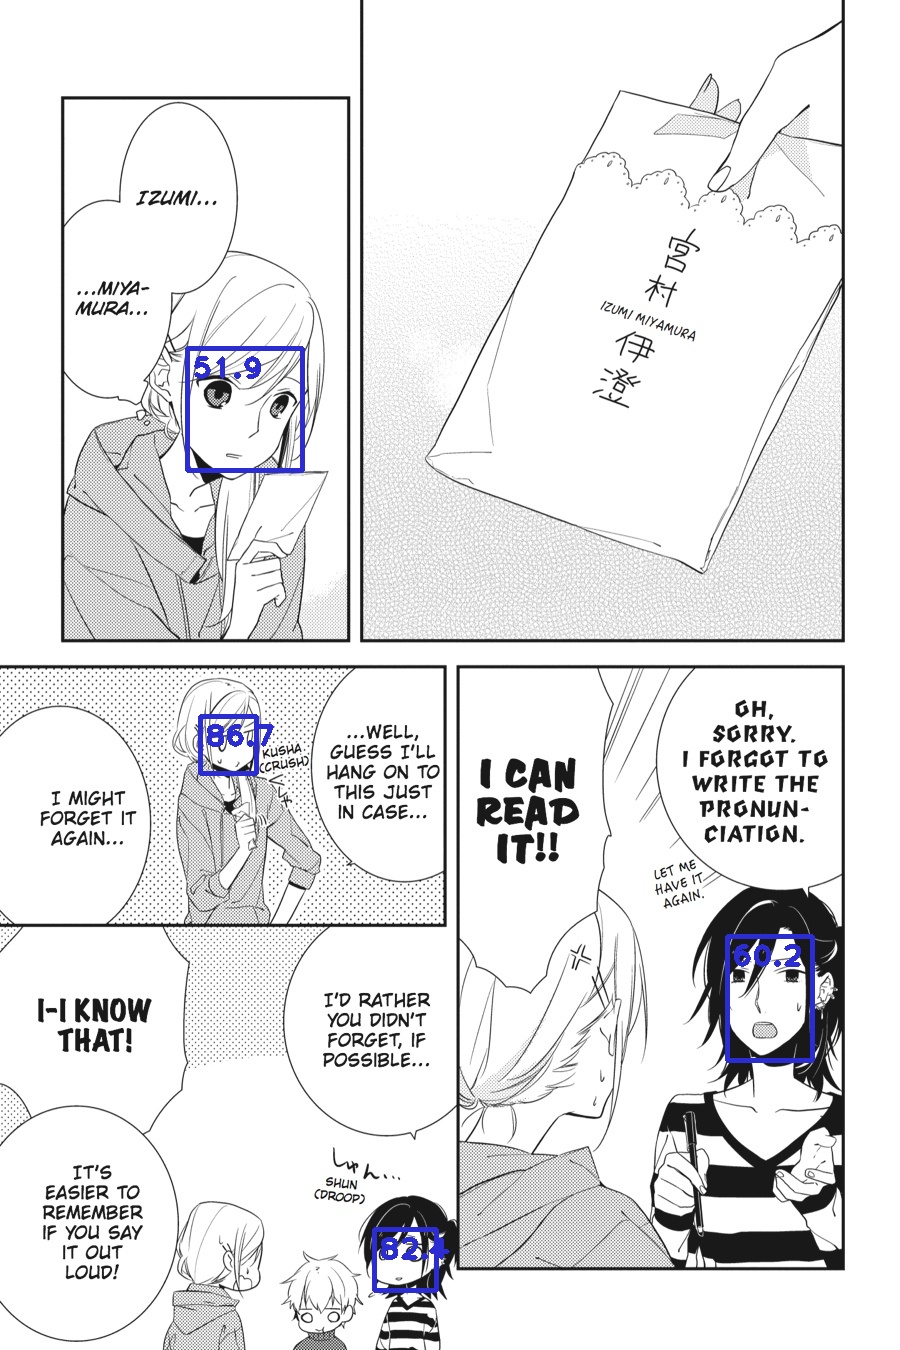 宮村
IZUMI MIYAMURA
伊澄
IZUMI...
...MIYA-
MURA...
51.9
OH,
SORRY.
I FORGOT TO
WRITE THE
PRONUN-
CIATION.
LET ME
HAVE IT
AGAIN.
I CAN
READ
IT!!
60.2
...WELL,
GUESS I'LL
HANG ON TO
THIS JUST
IN CASE...
KUSHA
(CRUSH)
86.7
I MIGHT
FORGET IT
AGAIN...
I'D RATHER
YOU DIDN'T
FORGET, IF
POSSIBLE...
I-I KNOW
THAT!
しゅん...
SHUN
(DROOP)
82.4
IT'S
EASIER TO
REMEMBER
IF YOU SAY
IT OUT
LOUD!